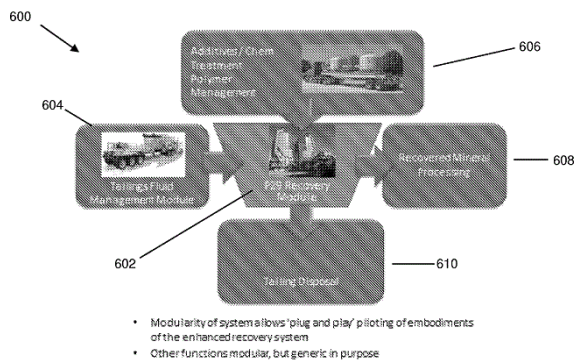 600
Additives / Chem
Treatment
Polymer
Management
606
604
Tailings Fluid
Management Module
P29 Recovery
Module
Recovered Mineral
Processing
608
602
Tailing Disposal
610
• Modularity of system allows 'plug and play' piloting of embodiments
of the enhanced recovery system
• Other functions modular, but generic in purpose